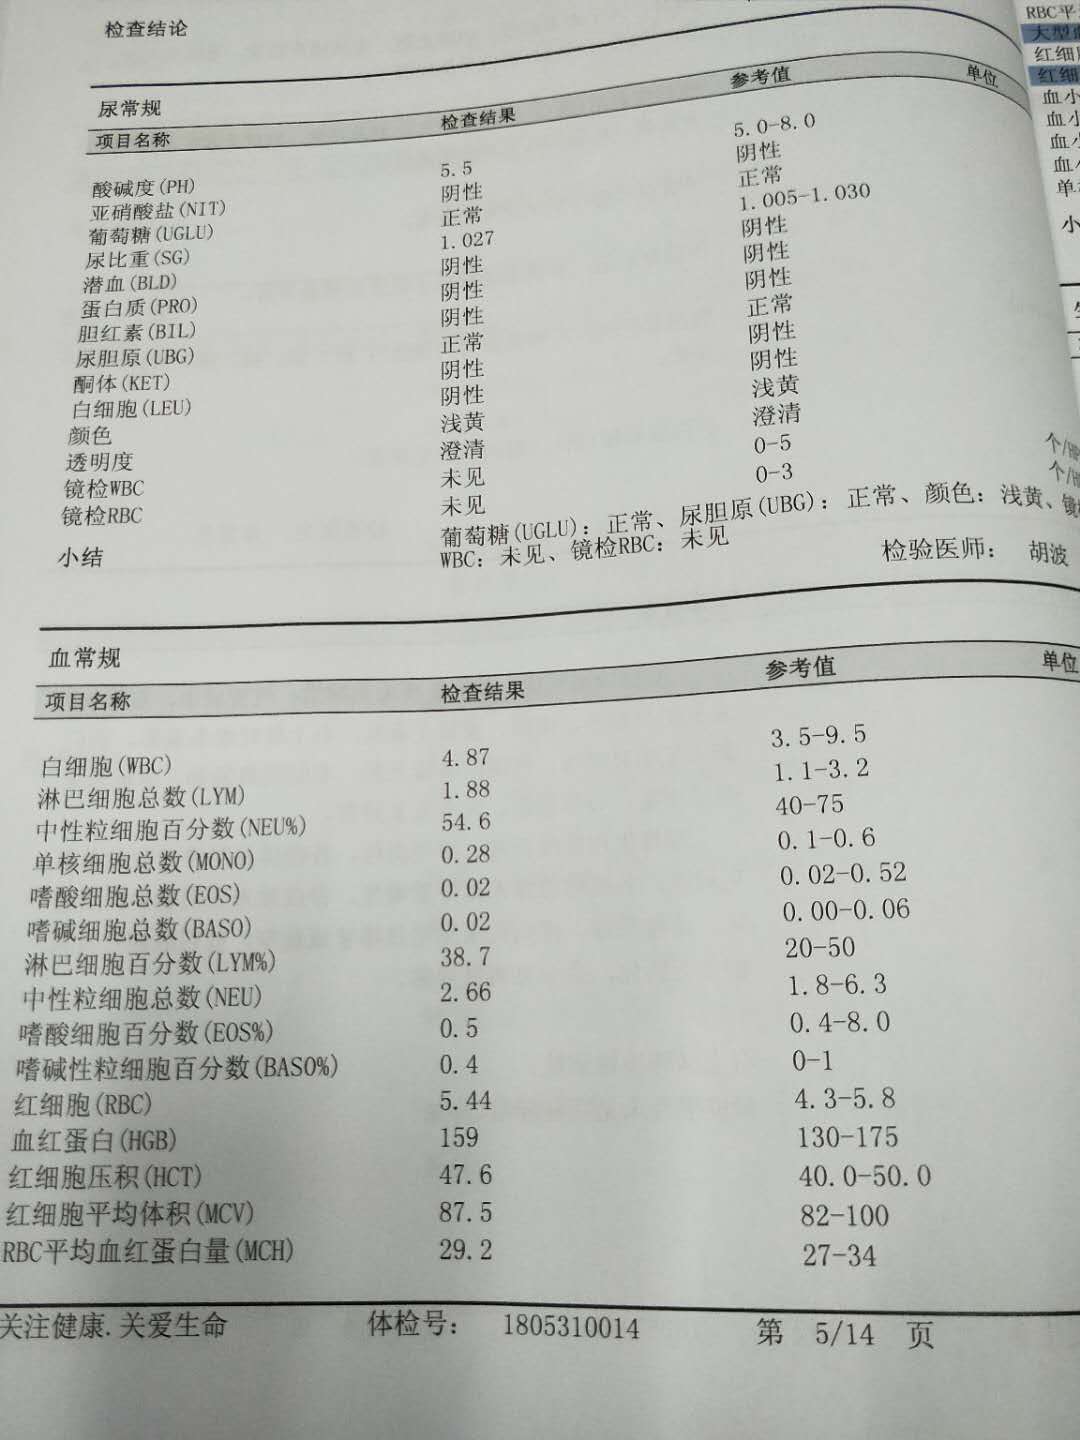 检查结论
尿常规
项目名称 检查结果 参考值 单位
酸碱度(PH) 5.5 5.0-8.0
亚硝酸盐(NIT) 阴性 阴性
葡萄糖(UGLU) 正常 正常
尿比重(SG) 1.027 1.005-1.030
潜血(BLD) 阴性 阴性
蛋白质(PRO) 阴性 阴性
胆红素(BIL) 阴性 阴性
尿胆原(UBG) 正常 正常
酮体(KET) 阴性 阴性
白细胞(LEU) 阴性 阴性
颜色 浅黄 浅黄
透明度 澄清 澄清
镜检WBC 未见 0-5 个/HP
镜检RBC 未见 0-3 个/HP
小结 葡萄糖(UGLU): 正常、尿胆原(UBG): 正常、颜色: 浅黄、镜
WBC: 未见、镜检RBC: 未见
检验医师: 胡波
血常规
项目名称 检查结果 参考值 单位
白细胞(WBC) 4.87 3.5-9.5
淋巴细胞总数(LYM) 1.88 1.1-3.2
中性粒细胞百分数(NEU%) 54.6 40-75
单核细胞总数(MONO) 0.28 0.1-0.6
嗜酸细胞总数(EOS) 0.02 0.02-0.52
嗜碱细胞总数(BASO) 0.02 0.00-0.06
淋巴细胞百分数(LYM%) 38.7 20-50
中性粒细胞总数(NEU) 2.66 1.8-6.3
嗜酸细胞百分数(EOS%) 0.5 0.4-8.0
嗜碱性粒细胞百分数(BASO%) 0.4 0-1
红细胞(RBC) 5.44 4.3-5.8
血红蛋白(HGB) 159 130-175
红细胞压积(HCT) 47.6 40.0-50.0
红细胞平均体积(MCV) 87.5 82-100
RBC平均血红蛋白量(MCH) 29.2 27-34
关注健康.关爱生命 体检号: 1805310014 第 5/14 页
RBC平
大型
红细
红细
血小
血小
血小
血
单
小